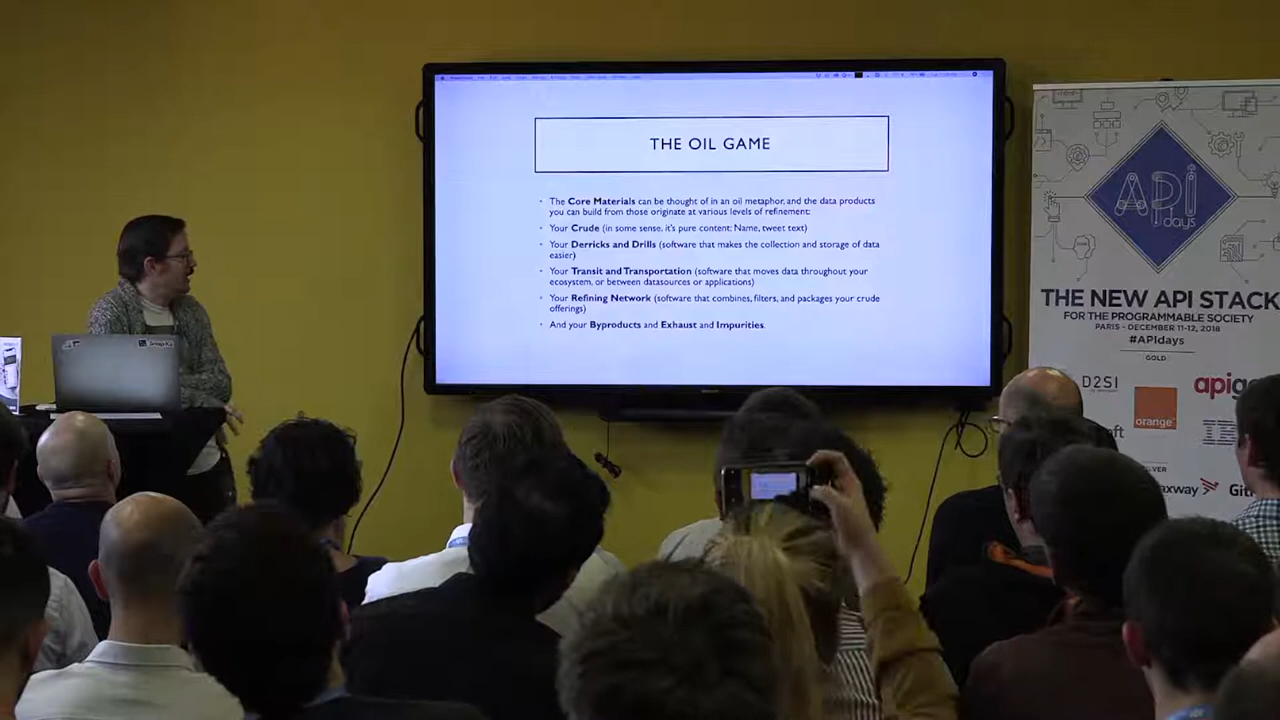 THE OIL GAME
The Core Materials can be thought of in an oil metaphor, and the data products
you can build from those originate at various levels of refinement:
Your Crude (in some sense, it's pure content: Name, tweet text)
Your Derricks and Drills (software that makes the collection and storage of data
easier)
Your Transit and Transportation (software that moves data throughout your
ecosystem, or between datasources or applications)
Your Refining Network (software that combines, filters, and packages your crude
offerings)
And your Byproducts and Exhaust and Impurities.
API
days
THE NEW API STACK
FOR THE PROGRAMMABLE SOCIETY
PARIS - DECEMBER 11-12, 2018
#APIdays
GOLD
D2SI
apig
orange
IBM